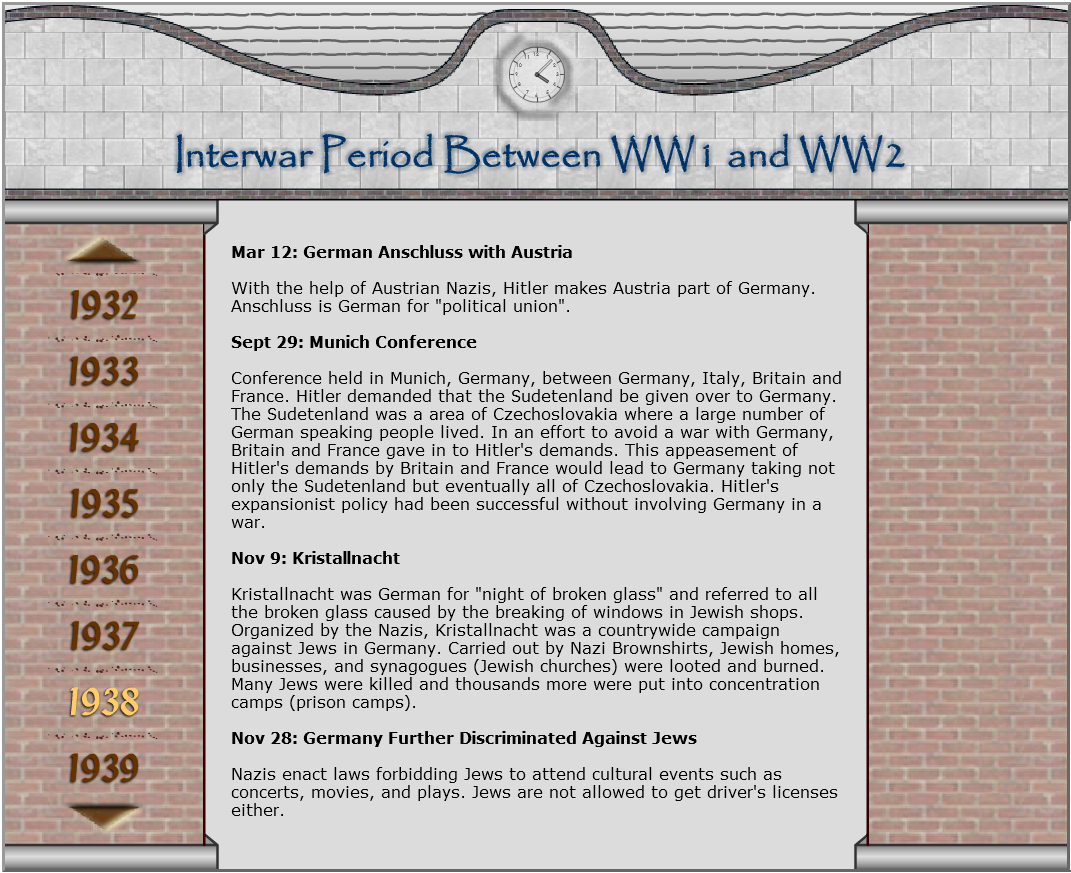 Interwar Period Between WW1 and WW2
1932
1933
1934
1935
1936
1937
1938
1939
Mar 12: German Anschluss with Austria
With the help of Austrian Nazis, Hitler makes Austria part of Germany.
Anschluss is German for "political union".
Sept 29: Munich Conference
Conference held in Munich, Germany, between Germany, Italy, Britain and
France. Hitler demanded that the Sudetenland be given over to Germany.
The Sudetenland was a area of Czechoslovakia where a large number of
German speaking people lived. In an effort to avoid a war with Germany,
Britain and France gave in to Hitler's demands. This appeasement of
Hitler's demands by Britain and France would lead to Germany taking not
only the Sudetenland but eventually all of Czechoslovakia. Hitler's
expansionist policy had been successful without involving Germany in a
war.
Nov 9: Kristallnacht
Kristallnacht was German for "night of broken glass" and referred to all
the broken glass caused by the breaking of windows in Jewish shops.
Organized by the Nazis, Kristallnacht was a countrywide campaign
against Jews in Germany. Carried out by Nazi Brownshirts, Jewish homes,
businesses, and synagogues (Jewish churches) were looted and burned.
Many Jews were killed and thousands more were put into concentration
camps (prison camps).
Nov 28: Germany Further Discriminated Against Jews
Nazis enact laws forbidding Jews to attend cultural events such as
concerts, movies, and plays. Jews are not allowed to get driver's licenses
either.